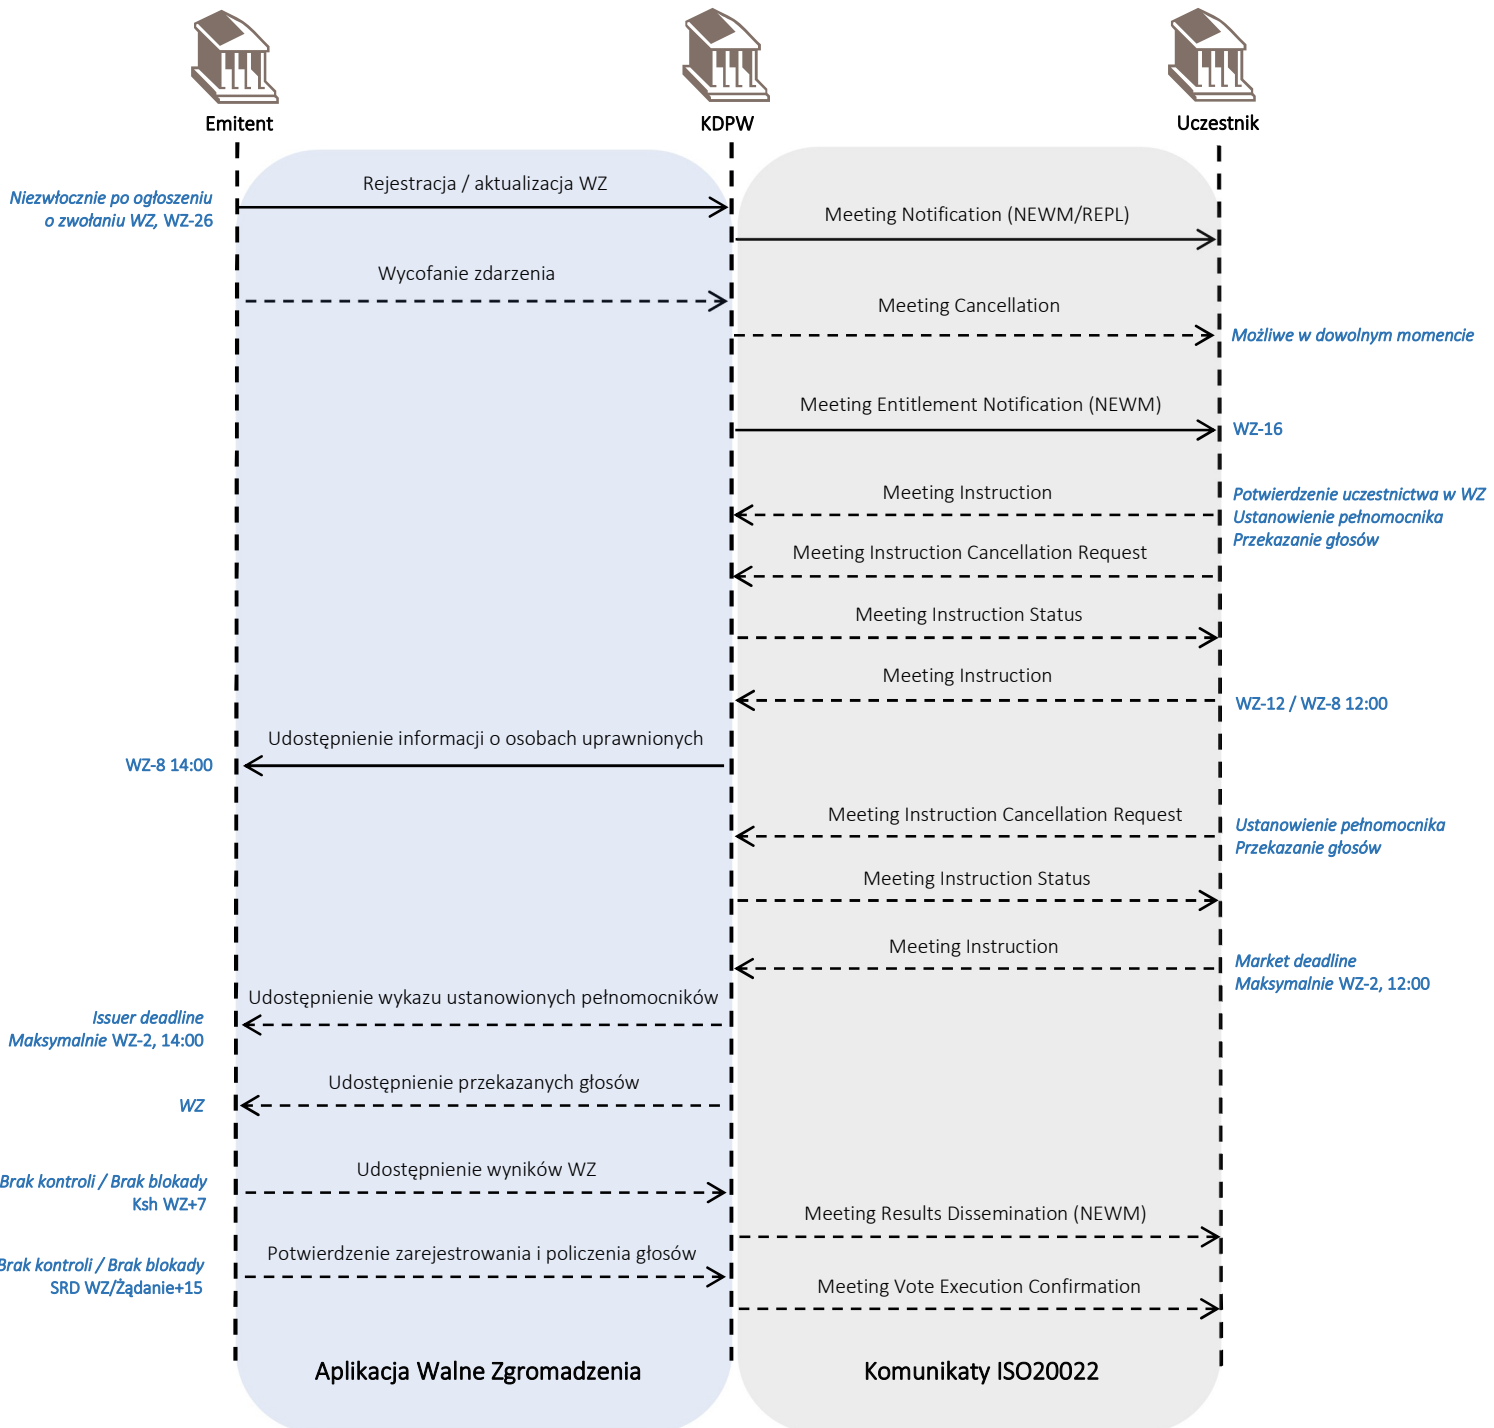 Emitent
KDPW
Uczestnik
Rejestracja / aktualizacja WZ
Niezwłocznie po ogłoszeniu
o zwołaniu WZ, WZ-26
Meeting Notification (NEWM/REPL)
Wycofanie zdarzenia
Meeting Cancellation
Możliwe w dowolnym momencie
Meeting Entitlement Notification (NEWM)
WZ-16
Meeting Instruction
Potwierdzenie uczestnictwa w WZ
Ustanowienie pełnomocnika
Przekazanie głosów
Meeting Instruction Cancellation Request
Meeting Instruction Status
Meeting Instruction
WZ-12 / WZ-8 12:00
Udostępnienie informacji o osobach uprawnionych
WZ-8 14:00
Meeting Instruction Cancellation Request
Ustanowienie pełnomocnika
Przekazanie głosów
Meeting Instruction Status
Meeting Instruction
Market deadline
Maksymalnie WZ-2, 12:00
Udostępnienie wykazu ustanowionych pełnomocników
Issuer deadline
Maksymalnie WZ-2, 14:00
Udostępnienie przekazanych głosów
WZ
Udostępnienie wyników WZ
Brak kontroli / Brak blokady
Ksh WZ+7
Meeting Results Dissemination (NEWM)
Potwierdzenie zarejestrowania i policzenia głosów
Brak kontroli / Brak blokady
SRD WZ/Żądanie+15
Meeting Vote Execution Confirmation
Aplikacja Walne Zgromadzenia
Komunikaty ISO20022